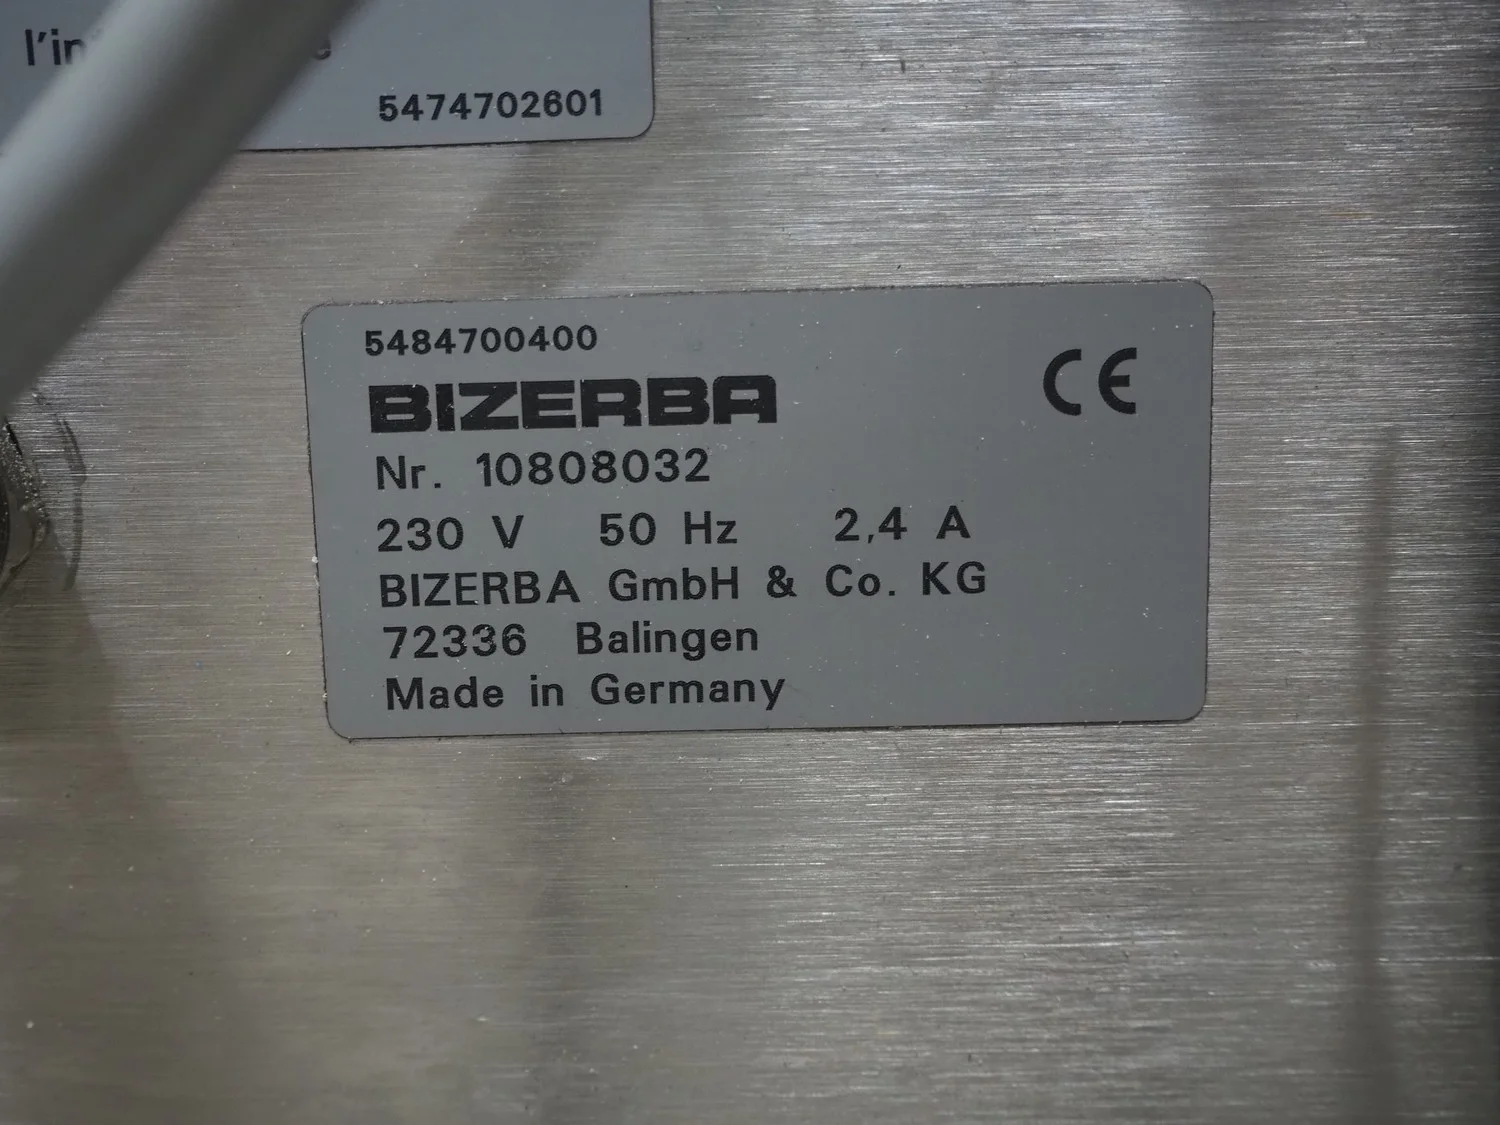 5474702601
5484700400
BIZERBA
CE
Nr. 10808032
230 V 50 Hz 2,4 A
BIZERBA GmbH & Co. KG
72336 Balingen
Made in Germany